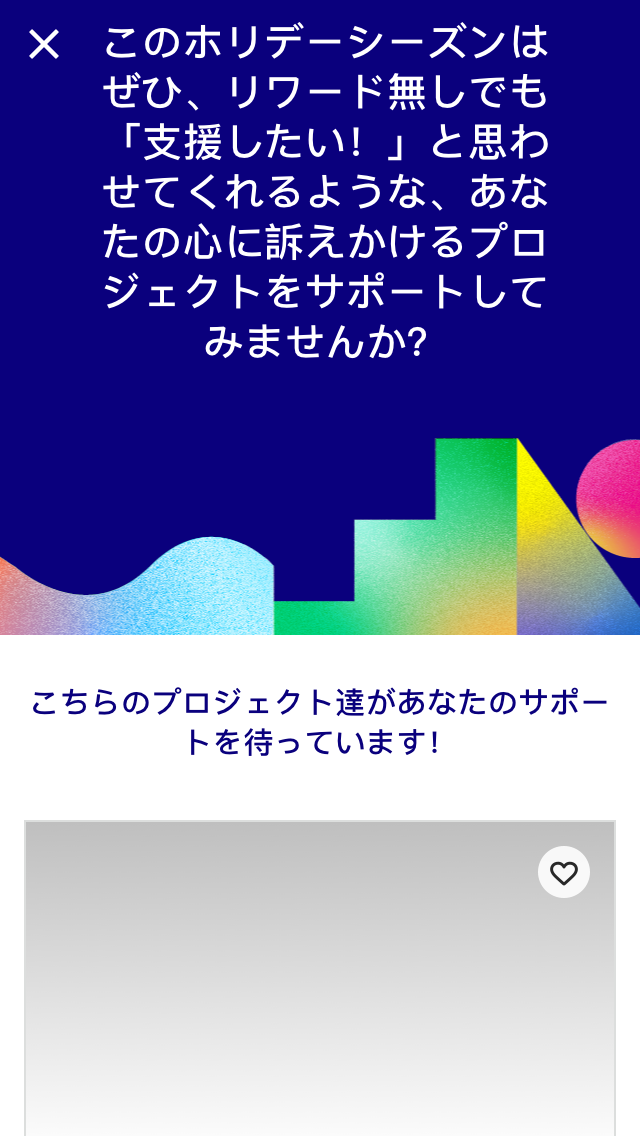 このホリデーシーズンは
ぜひ、リワード無しでも
「支援したい！」と思わ
せてくれるような、あな
たの心に訴えかけるプロ
ジェクトをサポートして
みませんか?
こちらのプロジェクト達があなたのサポー
トを待っています！